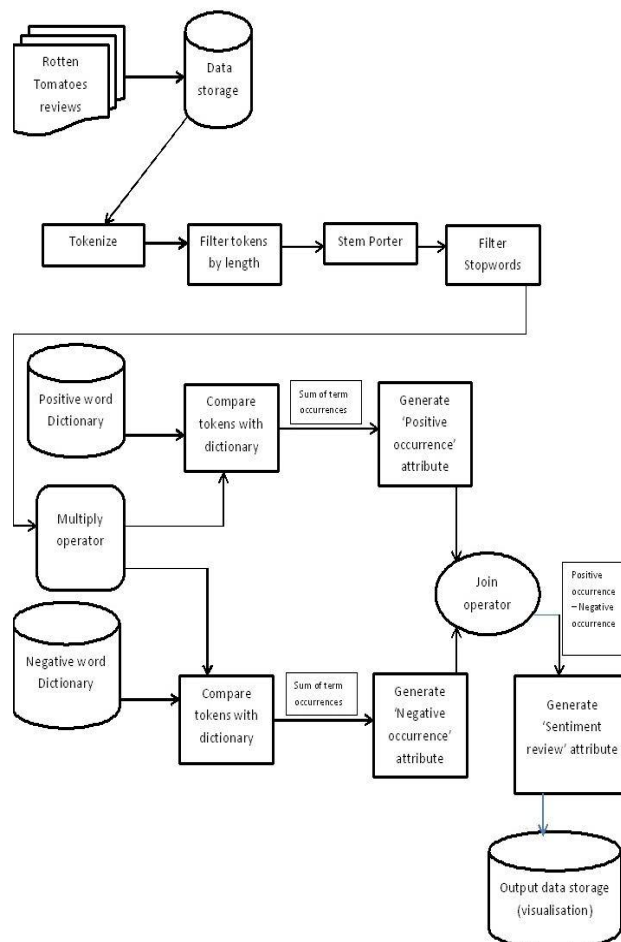 Rotten
Tomatoes
reviews
Data
storage
Tokenize
Filter tokens
by length
Stem Porter
Filter
Stopwords
Positive word
Dictionary
Compare
tokens with
dictionary
Sum of term
occurrences
Generate
‘Positive
occurrence’
attribute
Multiply
operator
Join
operator
Positive
occurrence
– Negative
occurrence
Negative word
Dictionary
Compare
tokens with
dictionary
Sum of term
occurrences
Generate
‘Negative
occurrence’
attribute
Generate
‘Sentiment
review’ attribute
Output data storage
(visualisation)